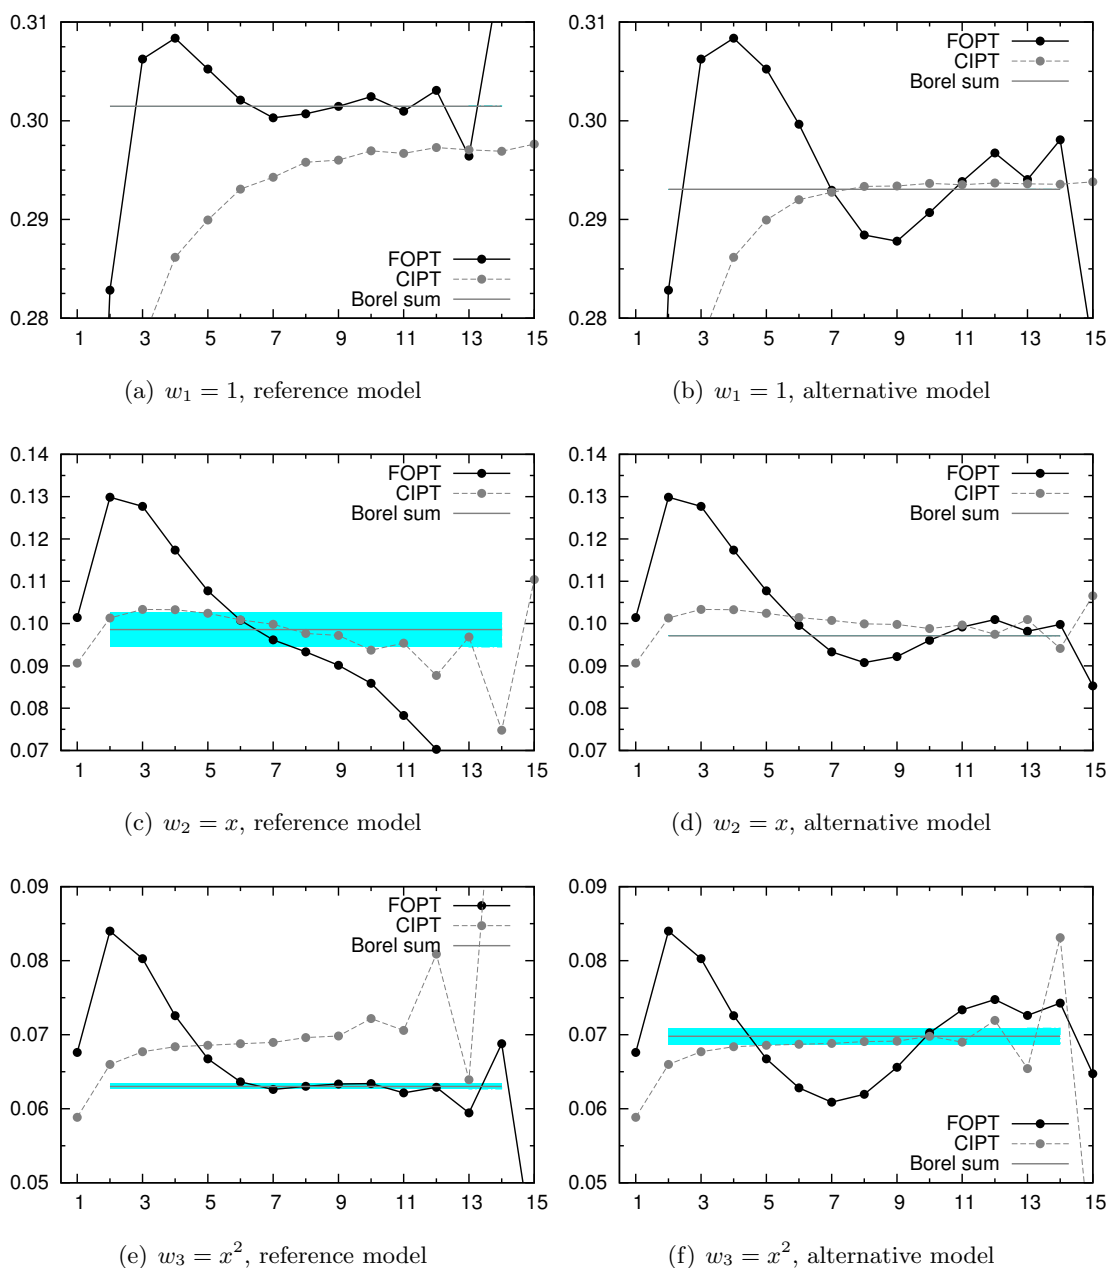 0.31
0.30
0.29
0.28
FOPT
CIPT
Borel sum
1 3 5 7 9 11 13 15
(a) w₁ = 1, reference model
0.31
0.30
0.29
0.28
FOPT
CIPT
Borel sum
1 3 5 7 9 11 13 15
(b) w₁ = 1, alternative model
0.14
0.13
0.12
0.11
0.10
0.09
0.08
0.07
FOPT
CIPT
Borel sum
1 3 5 7 9 11 13 15
(c) w₂ = x, reference model
0.14
0.13
0.12
0.11
0.10
0.09
0.08
0.07
FOPT
CIPT
Borel sum
1 3 5 7 9 11 13 15
(d) w₂ = x, alternative model
0.09
0.08
0.07
0.06
0.05
FOPT
CIPT
Borel sum
1 3 5 7 9 11 13 15
(e) w₃ = x², reference model
0.09
0.08
0.07
0.06
0.05
FOPT
CIPT
Borel sum
1 3 5 7 9 11 13 15
(f) w₃ = x², alternative model